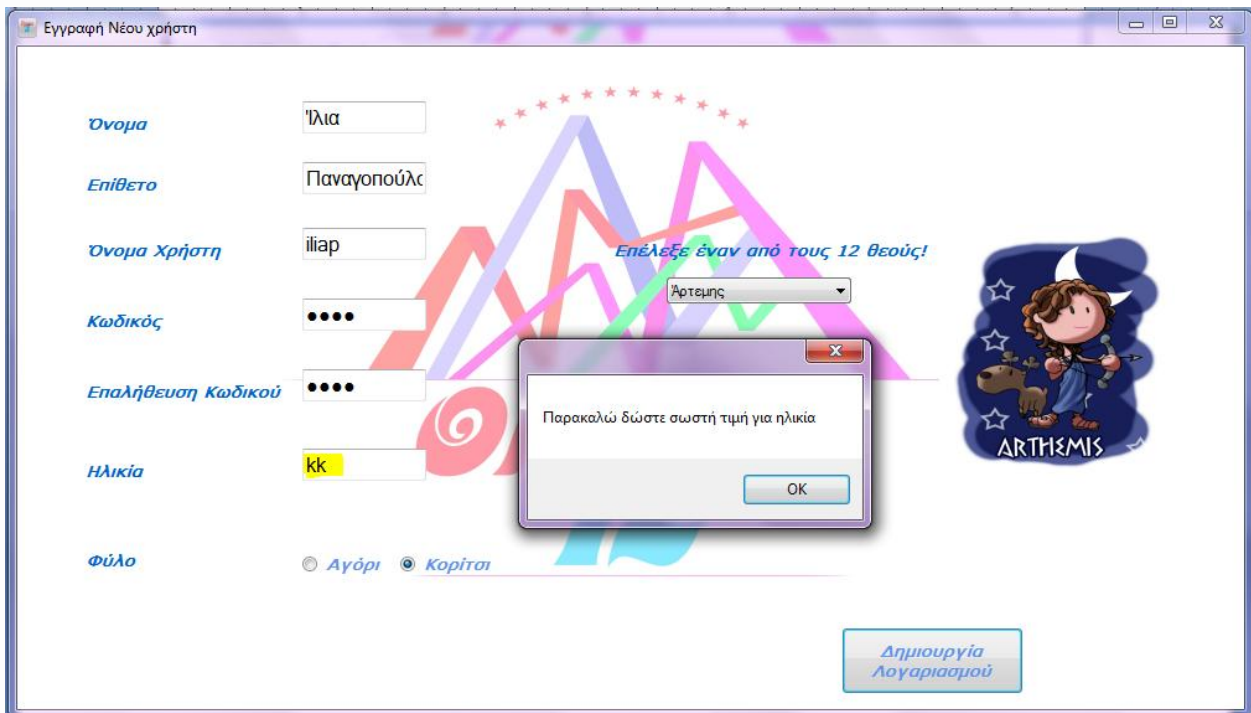 Εγγραφή Νέου χρήστη
Όνομα
Ίλια
Επίθετο
Παναγοπούλο
Όνομα Χρήστη
iliap
Επέλεξε έναν από τους 12 θεούς!
Άρτεμης
Κωδικός
Επαλήθευση Κωδικού
Παρακαλώ δώστε σωστή τιμή για ηλικία
OK
ARTHEMIS
Ηλικία
kk
Φύλο
Αγόρι
Κορίτσι
Δημιουργία
Λογαριασμού